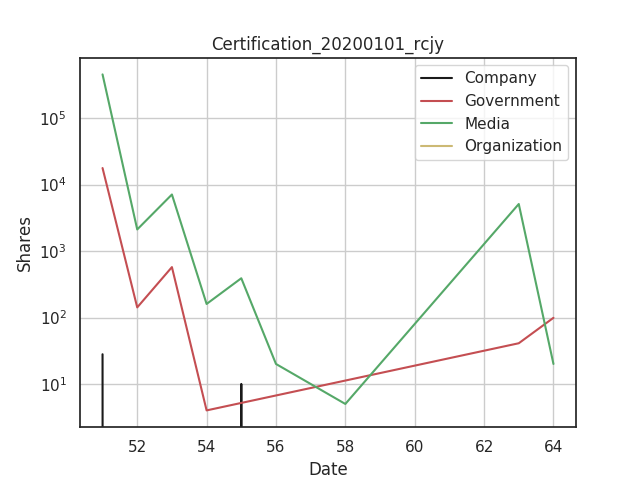 Certification_20200101_rcjy
Company
Government
Media
Organization
Shares
10^5
10^4
10^3
10^2
10^1
52 54 56 58 60 62 64
Date